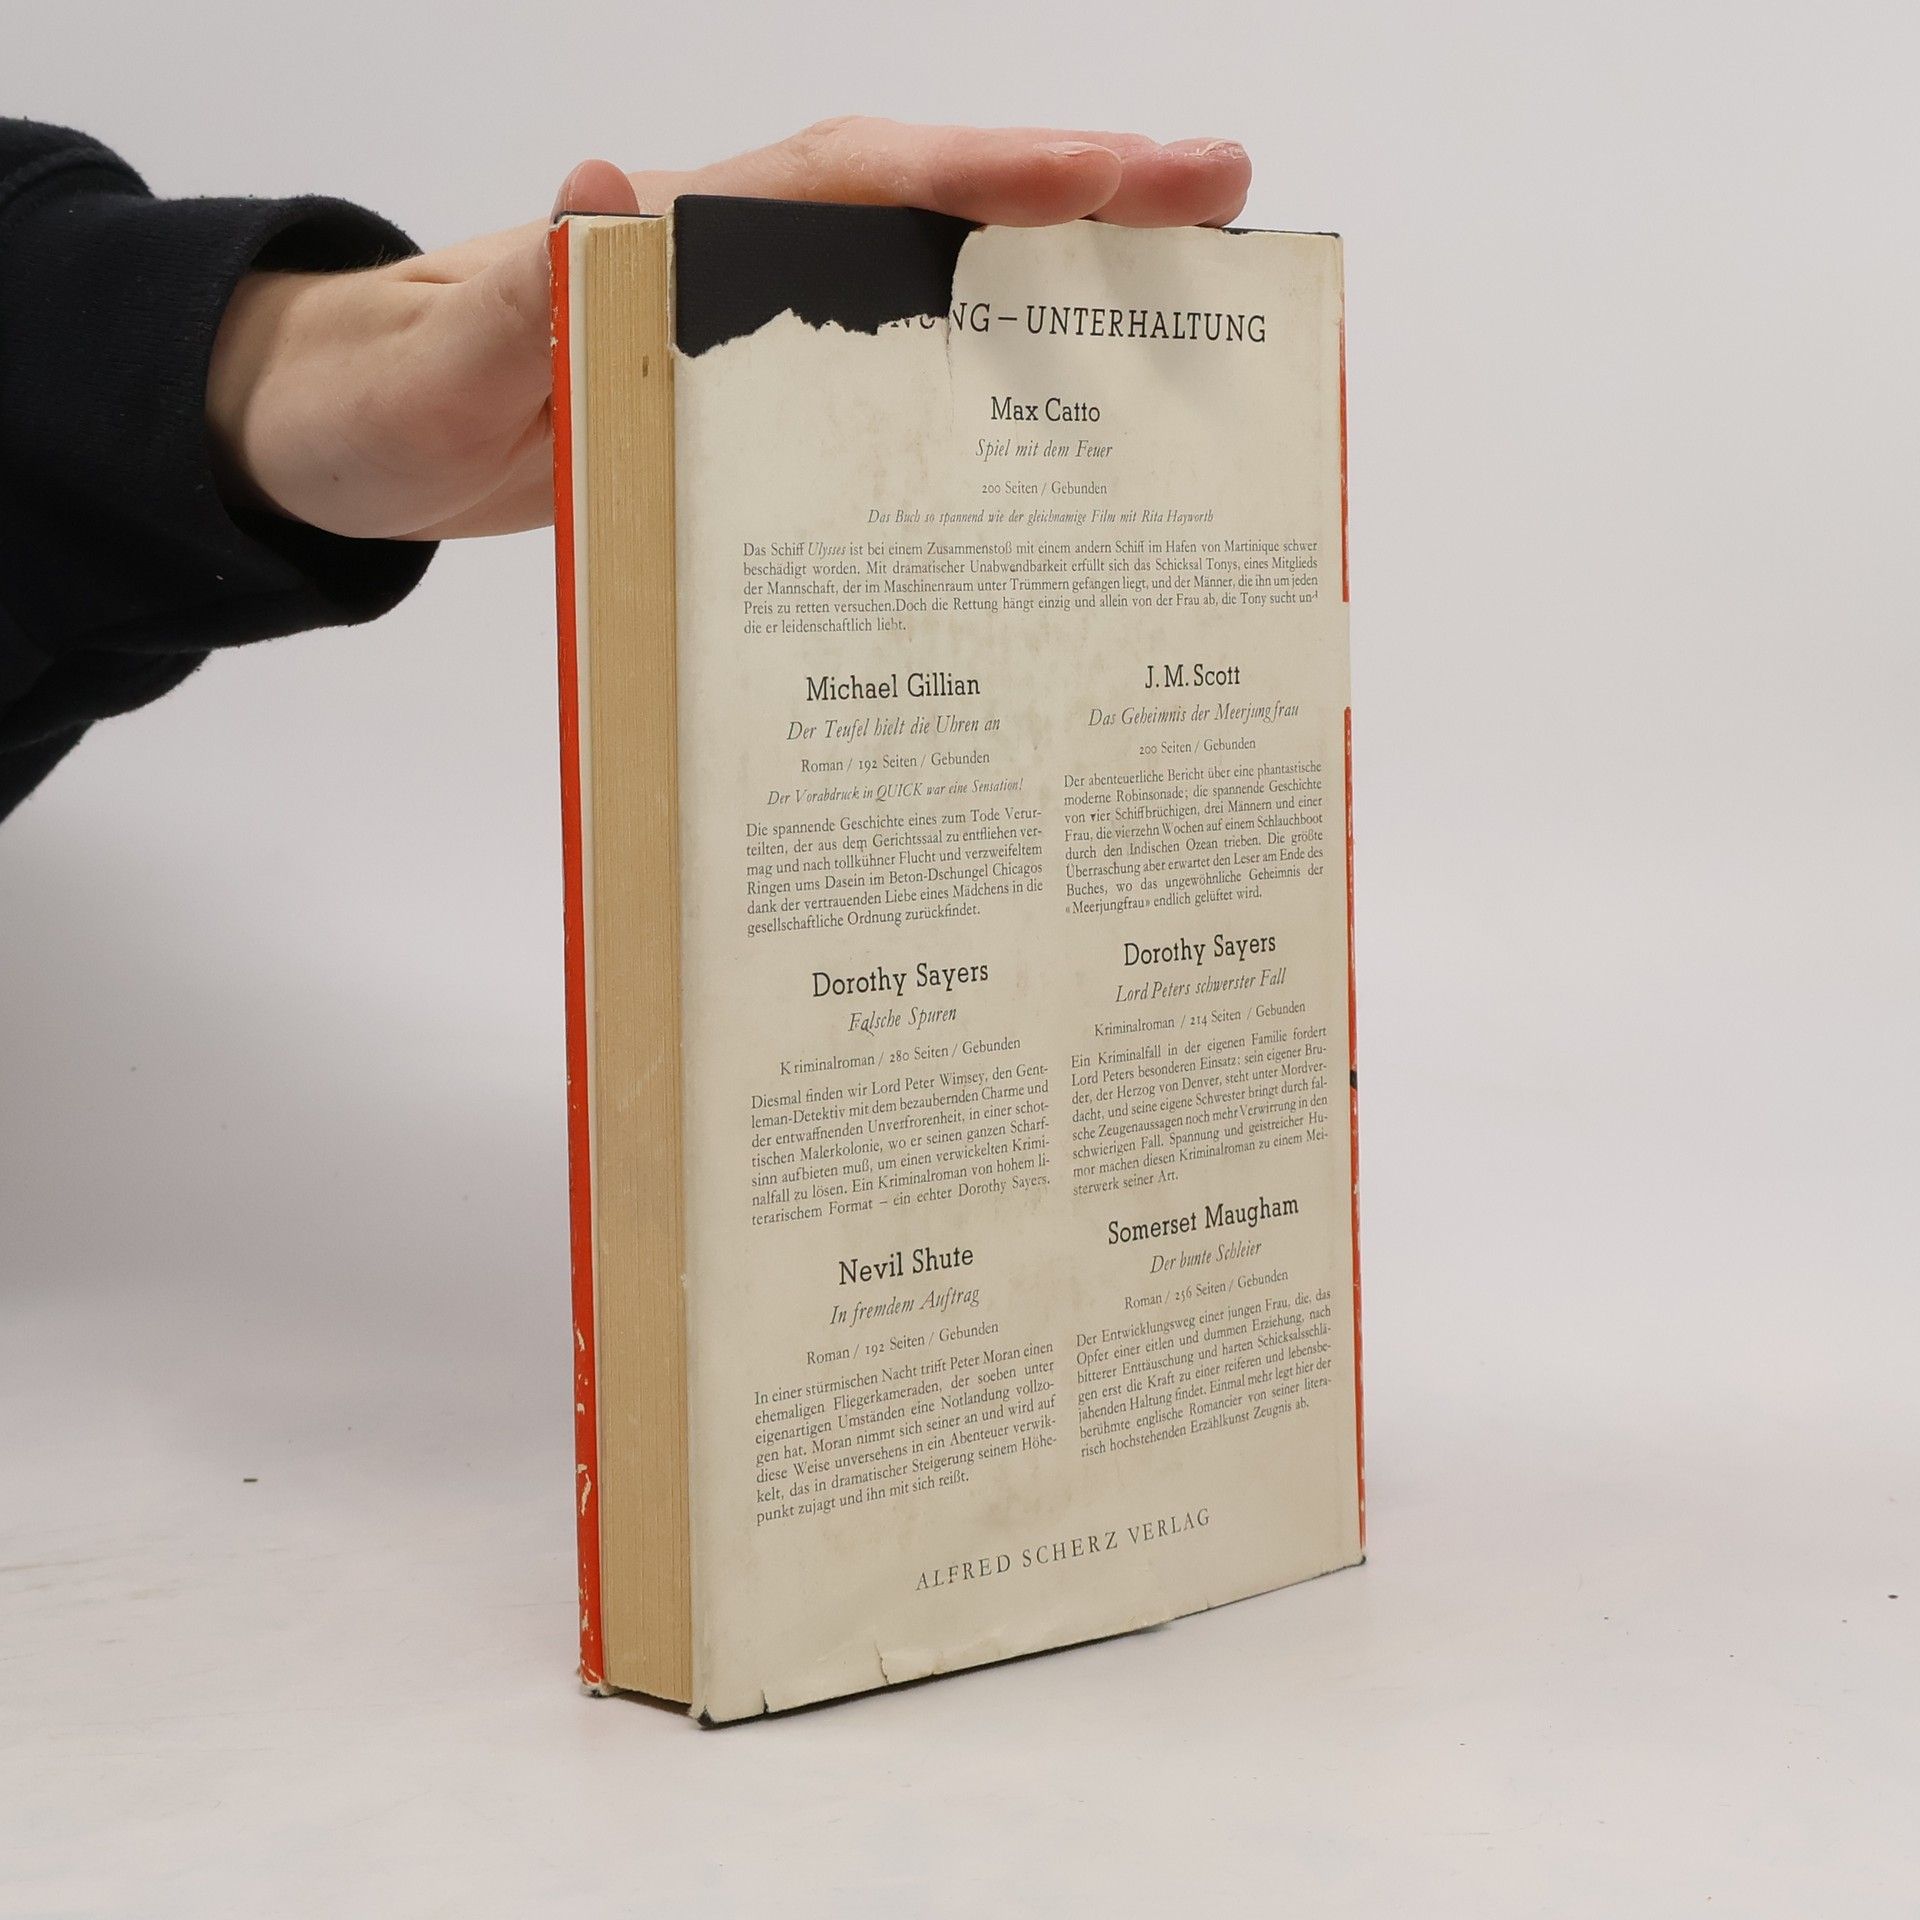 NG – UNTERHALTUNG
Max Catto
Spiel mit dem Feuer
200 Seiten / Gebunden
Das Buch so spannend wie der gleichnamige Film mit Rita Hayworth
Das Schiff Ulysses ist bei einem Zusammenstoß mit einem andern Schiff im Hafen von Martinique schwer
beschädigt worden. Mit dramatischer Unabwendbarkeit erfüllt sich das Schicksal Tonys, eines Mitglieds
der Mannschaft, der im Maschinenraum unter Trümmern gefangen liegt, und der Männer, die ihn um jeden
Preis zu retten versuchen. Doch die Rettung hängt einzig und allein von der Frau ab, die Tony sucht und
die er leidenschaftlich liebt.
Michael Gillian
Der Teufel hielt die Uhren an
Roman / 192 Seiten / Gebunden
Der Vorabdruck in QUICK war eine Sensation!
Die spannende Geschichte eines zum Tode Verur-
teilten, der aus dem Gerichtssaal zu entfliehen ver-
mag und nach tollkühner Flucht und verzweifeltem
Ringen ums Dasein im Beton-Dschungel Chicagos
dank der vertrauenden Liebe eines Mädchens in die
gesellschaftliche Ordnung zurückfindet.
J. M. Scott
Das Geheimnis der Meerjungfrau
200 Seiten / Gebunden
Der abenteuerliche Bericht über eine phantastische
moderne Robinsonade; die spannende Geschichte
von vier Schiffbrüchigen, drei Männern und einer
Frau, die vierzehn Wochen auf einem Schlauchboot
durch den Indischen Ozean trieben. Die größte
Überraschung aber erwartet den Leser am Ende des
Buches, wo das ungewöhnliche Geheimnis der
«Meerjungfrau» endlich gelüftet wird.
Dorothy Sayers
Falsche Spuren
Kriminalroman / 280 Seiten / Gebunden
Diesmal finden wir Lord Peter Wimsey, den Gent-
leman-Detektiv mit dem bezaubernden Charme und
der entwaffnenden Unverfrorenheit, in einer schot-
tischen Malerkolonie, wo er seinen ganzen Scharf-
sinn aufbieten muß, um einen verwickelten Krimi-
nalfall zu lösen. Ein Kriminalroman von hohem li-
terarischem Format – ein echter Dorothy Sayers.
Dorothy Sayers
Lord Peters schwerster Fall
Kriminalroman / 214 Seiten / Gebunden
Ein Kriminalfall in der eigenen Familie fordert
Lord Peters besonderen Einsatz: sein eigener Bru-
der, der Herzog von Denver, steht unter Mordver-
dacht, und seine eigene Schwester bringt durch fal-
sche Zeugenaussagen noch mehr Verwirrung in den
schwierigen Fall. Spannung und geistreicher Hu-
mor machen diesen Kriminalroman zu einem Mei-
sterwerk seiner Art.
Nevil Shute
In fremdem Auftrag
Roman / 192 Seiten / Gebunden
In einer stürmischen Nacht trifft Peter Moran einen
ehemaligen Fliegerkameraden, der soeben unter
eigenartigen Umständen eine Notlandung vollzo-
gen hat. Moran nimmt sich seiner an und wird auf
diese Weise unversehens in ein Abenteuer verwik-
kelt, das in dramatischer Steigerung seinem Höhe-
punkt zujagt und ihn mit sich reißt.
Somerset Maugham
Der bunte Schleier
Roman / 256 Seiten / Gebunden
Der Entwicklungsweg einer jungen Frau, die, das
Opfer einer eitlen und dummen Erziehung, nach
bitterer Enttäuschung und harten Schicksalsschlä-
gen erst die Kraft zu einer reiferen und lebensbe-
jahenden Haltung findet. Einmal mehr legt hier der
berühmte englische Romancier von seiner litera-
risch hochstehenden Erzählkunst Zeugnis ab.
ALFRED SCHERZ VERLAG